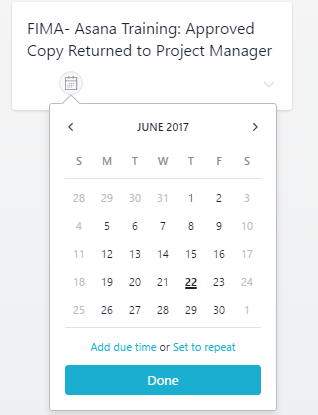 FIMA- Asana Training: Approved
Copy Returned to Project Manager
JUNE 2017
S M T W T F S
28 29 30 31 1 2 3
4 5 6 7 8 9 10
11 12 13 14 15 16 17
18 19 20 21 22 23 24
25 26 27 28 29 30 1
Add due time or Set to repeat
Done